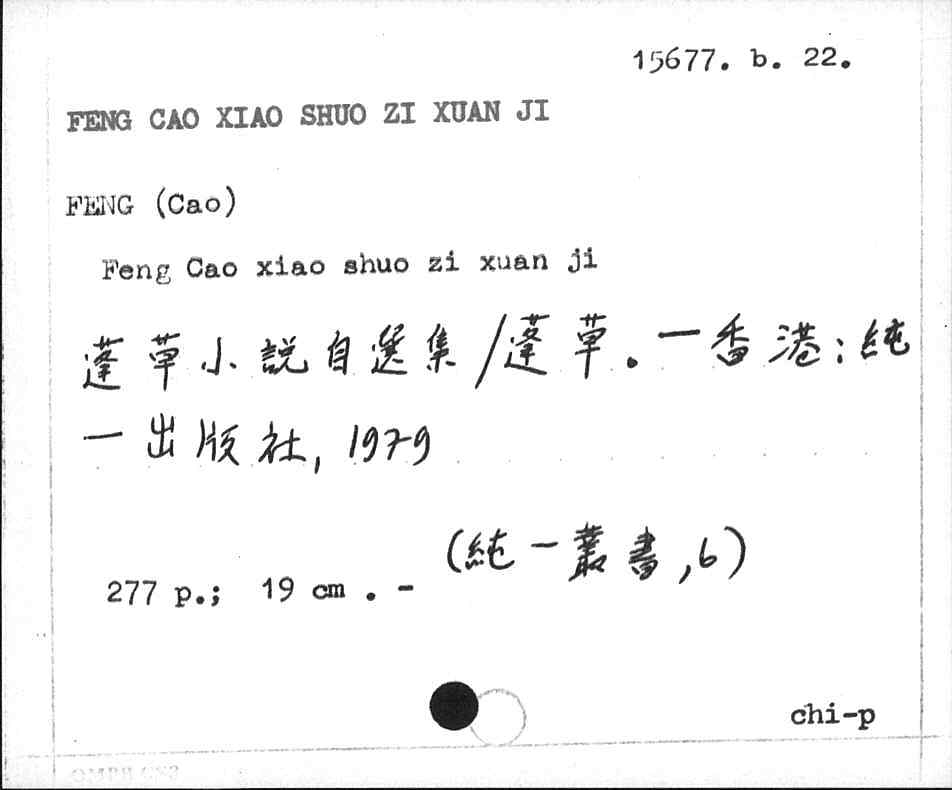 15677. b. 22.
FENG CAO XIAO SHUO ZI XUAN JI
FENG (Cao)
Feng Cao xiao shuo zi xuan ji
蓬草小説自選集/蓬草.一香港:純
一出版社, 1979
277 p.; 19 cm . - (純一叢書,6)
chi-p